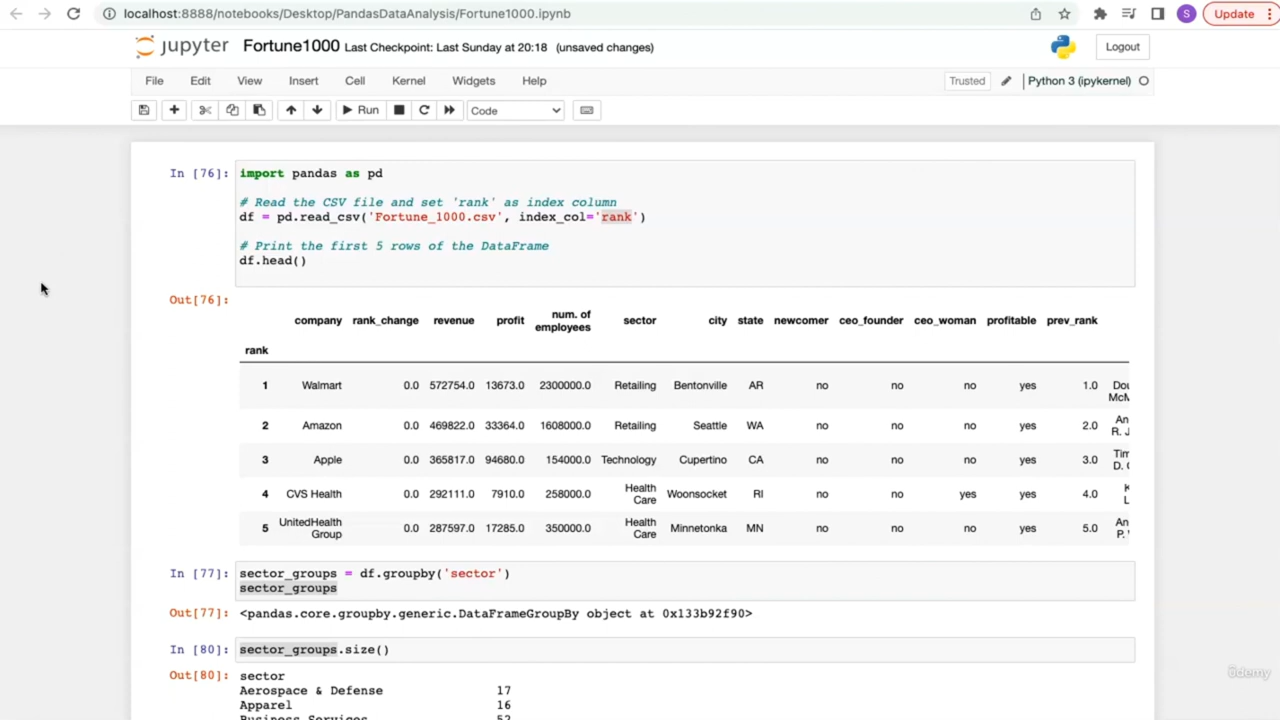 localhost:8888/notebooks/Desktop/PandasDataAnalysis/Fortune1000.ipynb
S
Update
jupyter Fortune1000 Last Checkpoint: Last Sunday at 20:18 (unsaved changes)
Logout
File Edit View Insert Cell Kernel Widgets Help
Trusted Python 3 (ipykernel)
Run Code
In [76]: import pandas as pd
# Read the CSV file and set 'rank' as index column
df = pd.read_csv('Fortune_1000.csv', index_col='rank')
# Print the first 5 rows of the DataFrame
df.head()
Out[76]:
company rank_change revenue profit num. of employees sector city state newcomer ceo_founder ceo_woman profitable prev_rank
rank
1 Walmart 0.0 572754.0 13673.0 2300000.0 Retailing Bentonville AR no no no yes 1.0 Dou McM
2 Amazon 0.0 469822.0 33364.0 1608000.0 Retailing Seattle WA no no no yes 2.0 An R. J
3 Apple 0.0 365817.0 94680.0 154000.0 Technology Cupertino CA no no no yes 3.0 Tim D. C
4 CVS Health 0.0 292111.0 7910.0 258000.0 Health Care Woonsocket RI no no yes yes 4.0 K L
5 UnitedHealth Group 0.0 287597.0 17285.0 350000.0 Health Care Minnetonka MN no no no yes 5.0 An P.
In [77]: sector_groups = df.groupby('sector')
sector_groups
Out[77]: <pandas.core.groupby.generic.DataFrameGroupBy object at 0x133b92f90>
In [80]: sector_groups.size()
Out[80]: sector
Aerospace & Defense 17
Apparel 16
Business Services 52
ûdemy